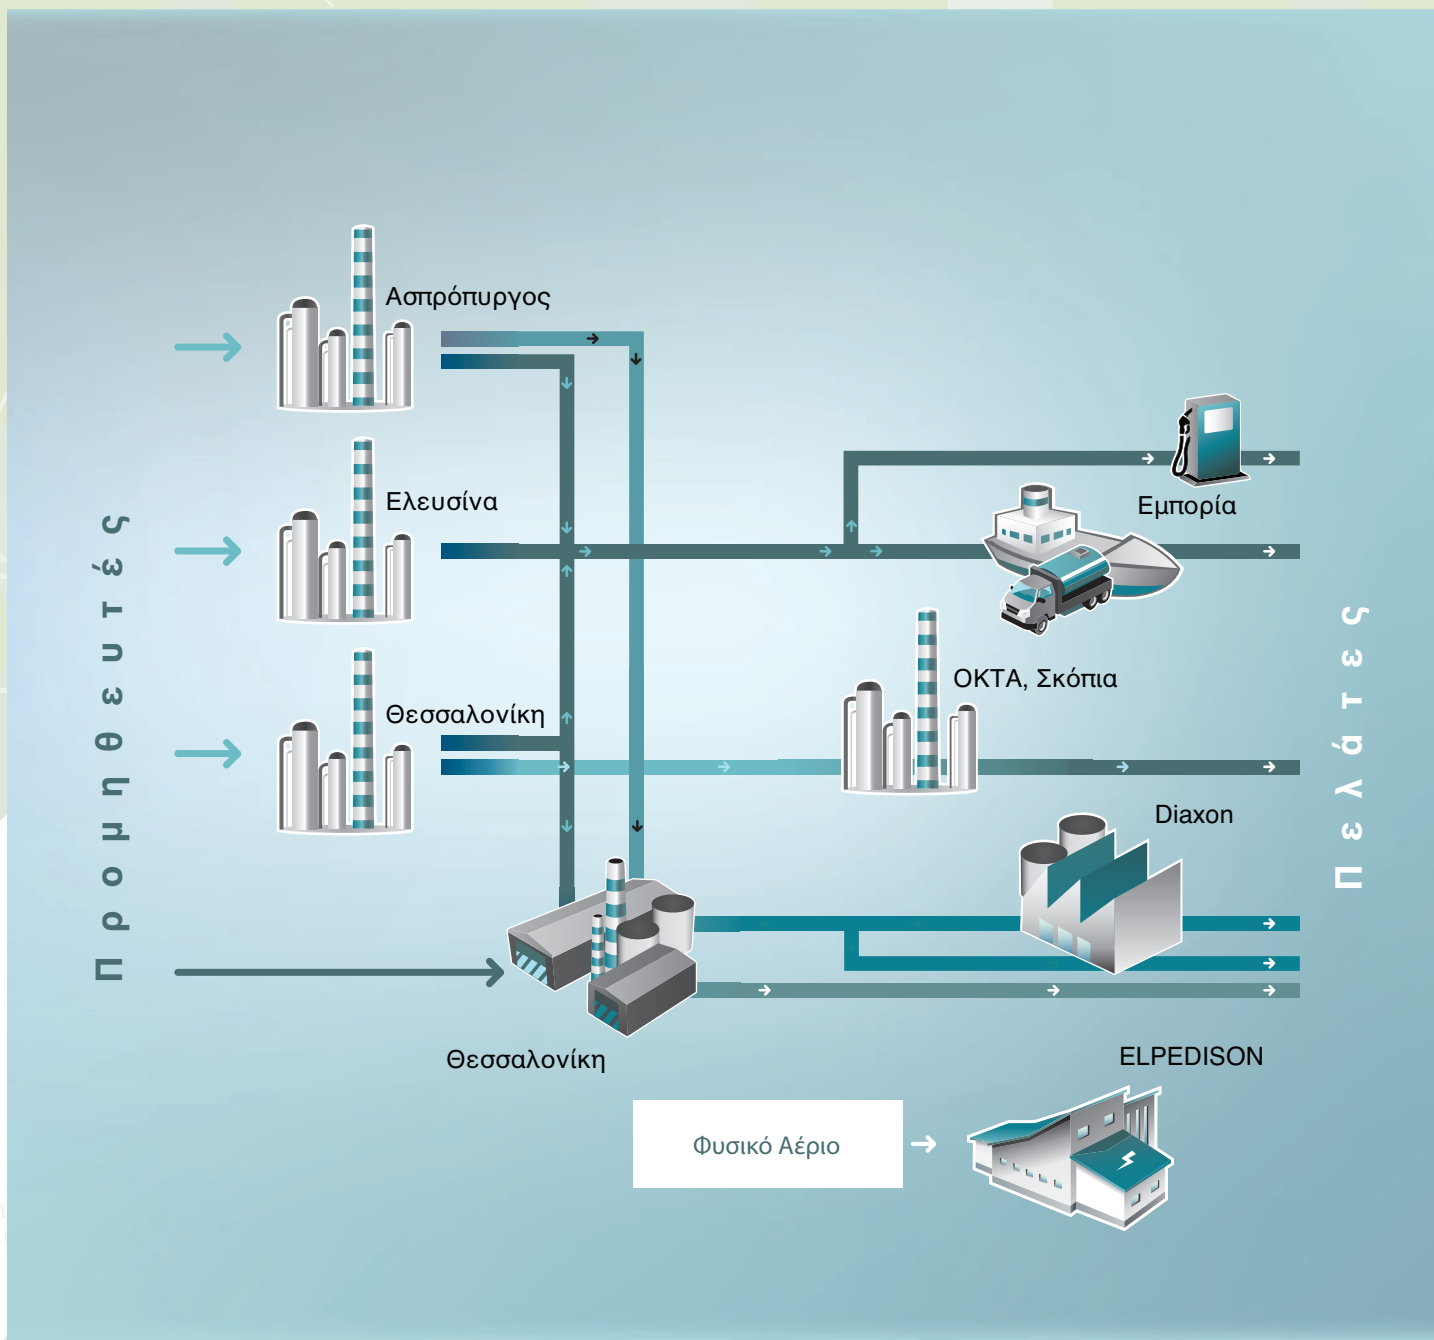 Προμηθευτές
Ασπρόπυργος
Ελευσίνα
Εμπορία
Θεσσαλονίκη
ΟΚΤΑ, Σκόπια
Πελάτες
Diaxon
Θεσσαλονίκη
ELPEDISON
Φυσικό Αέριο